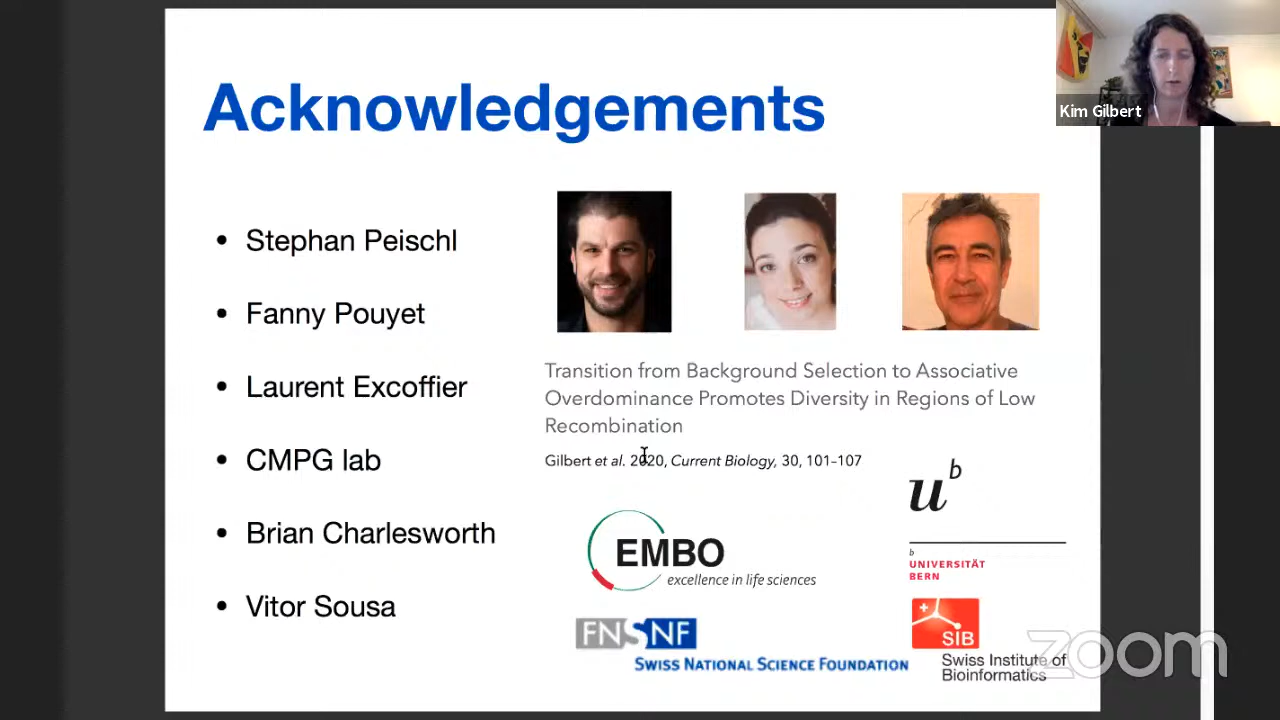 Acknowledgements
Kim Gilbert
• Stephan Peischl
• Fanny Pouyet
• Laurent Excoffier
• CMPG lab
• Brian Charlesworth
• Vitor Sousa
Transition from Background Selection to Associative
Overdominance Promotes Diversity in Regions of Low
Recombination
Gilbert et al. 2020, Current Biology, 30, 101–107
u b
b
UNIVERSITÄT
BERN
EMBO
excellence in life sciences
FNSNF
SWISS NATIONAL SCIENCE FOUNDATION
SIB
Swiss Institute of
Bioinformatics
zoom